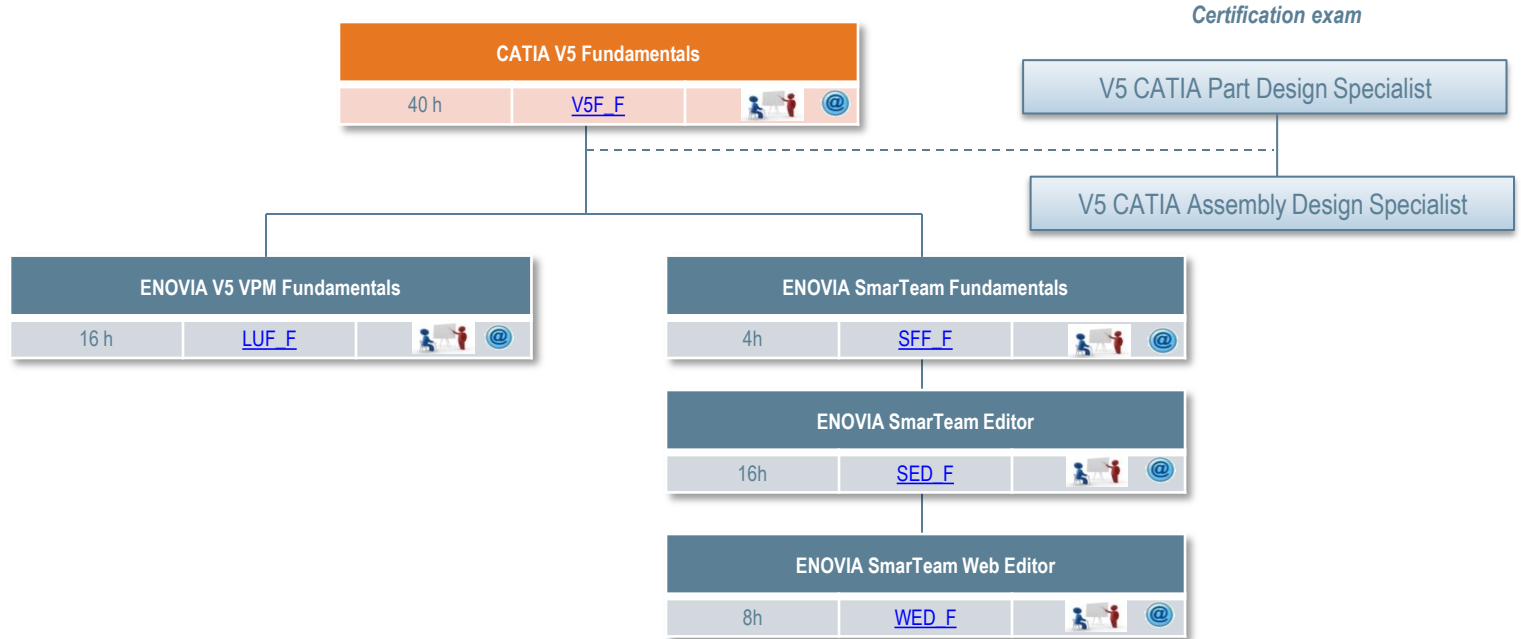 Certification exam
CATIA V5 Fundamentals
40 h V5F_F @
V5 CATIA Part Design Specialist
V5 CATIA Assembly Design Specialist
ENOVIA V5 VPM Fundamentals
16 h LUF_F @
ENOVIA SmarTeam Fundamentals
4h SFF_F @
ENOVIA SmarTeam Editor
16h SED_F @
ENOVIA SmarTeam Web Editor
8h WED_F @